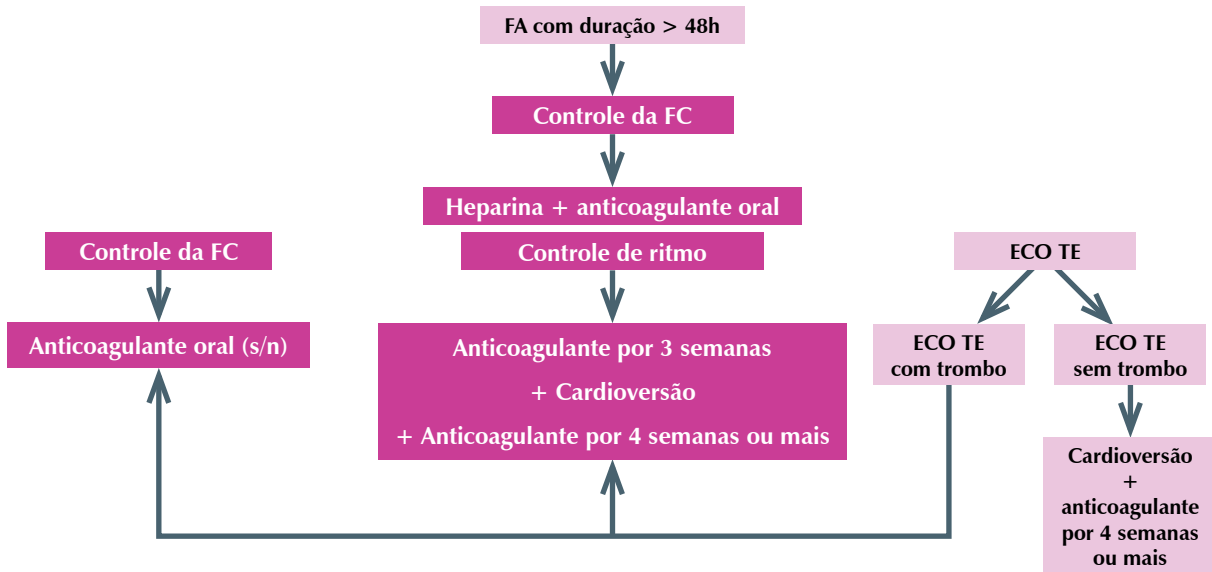 FA com duração > 48h
Controle da FC
Heparina + anticoagulante oral
Controle da FC
Controle de ritmo
ECO TE
Anticoagulante oral (s/n)
Anticoagulante por 3 semanas
+ Cardioversão
+ Anticoagulante por 4 semanas ou mais
ECO TE
com trombo
ECO TE
sem trombo
Cardioversão
+
anticoagulante
por 4 semanas
ou mais